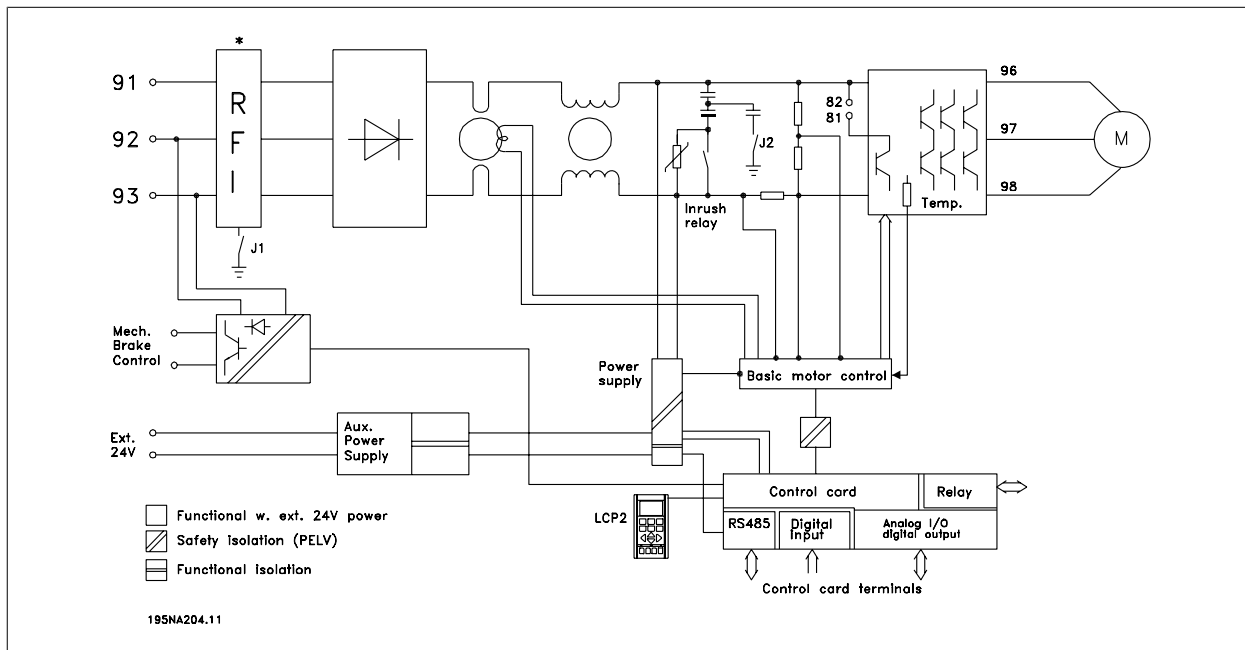 *
91
92
93
R
F
I
J1
82
81
J2
Inrush
relay
96
97
98
M
Temp.
Mech.
Brake
Control
Power
supply
Basic motor control
Ext.
24V
Aux.
Power
Supply
Control card
Relay
LCP2
RS485
Digital
Input
Analog I/O
digital output
Control card terminals
Functional w. ext. 24V power
Safety isolation (PELV)
Functional isolation
195NA204.11